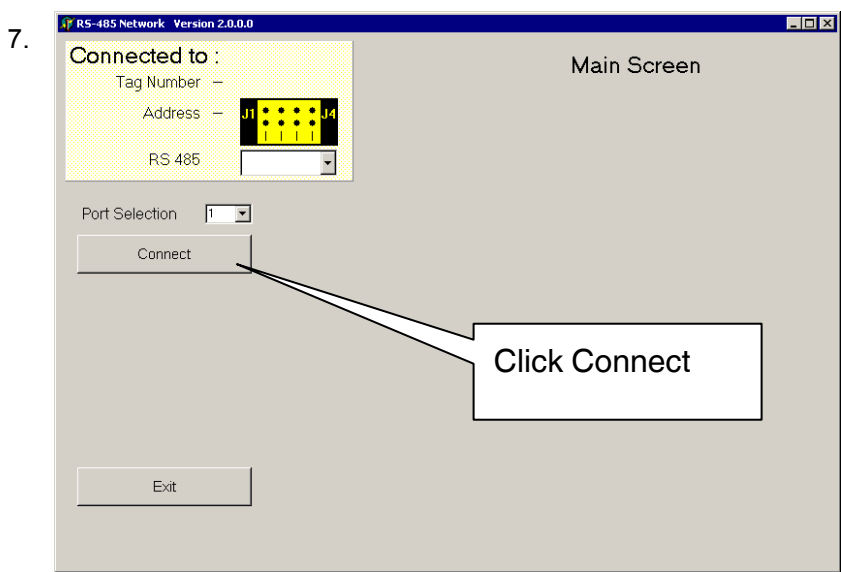 7.
RS-485 Network Version 2.0.0.0
Connected to :
Main Screen
Tag Number –
Address – J1 J4
RS 485
Port Selection 1
Connect
Click Connect
Exit